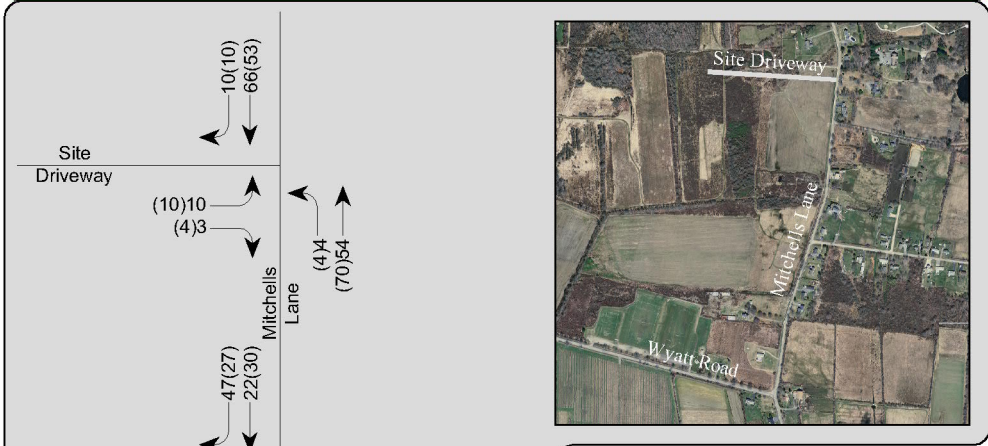 10(10)
66(53)
Site
Driveway
(10)10
(4)3
(4)4
(70)54
Mitchells
Lane
47(27)
22(30)
Site Driveway
Mitchells Lane
Wyatt Road